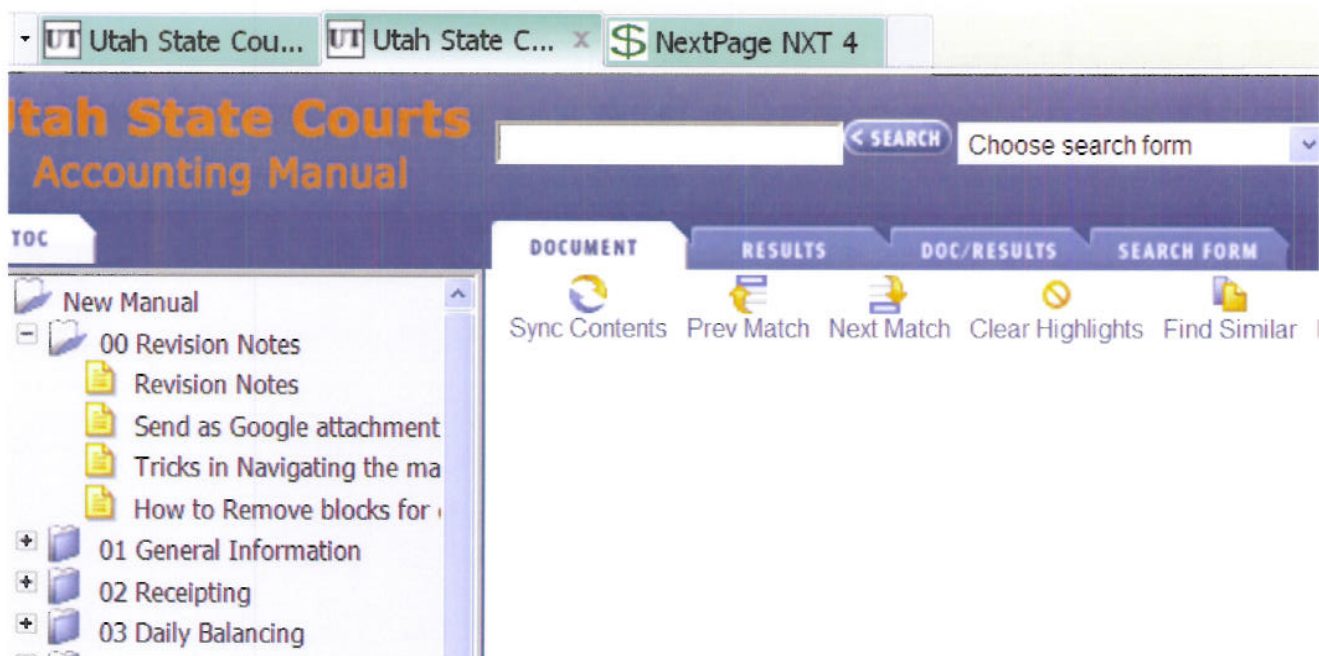 UT Utah State Cou... UT Utah State C... × $ NextPage NXT 4
tah State Courts
Accounting Manual
< SEARCH Choose search form
TOC
DOCUMENT RESULTS DOC/RESULTS SEARCH FORM
Sync Contents Prev Match Next Match Clear Highlights Find Similar
New Manual
00 Revision Notes
Revision Notes
Send as Google attachment
Tricks in Navigating the ma
How to Remove blocks for
01 General Information
02 Receipting
03 Daily Balancing